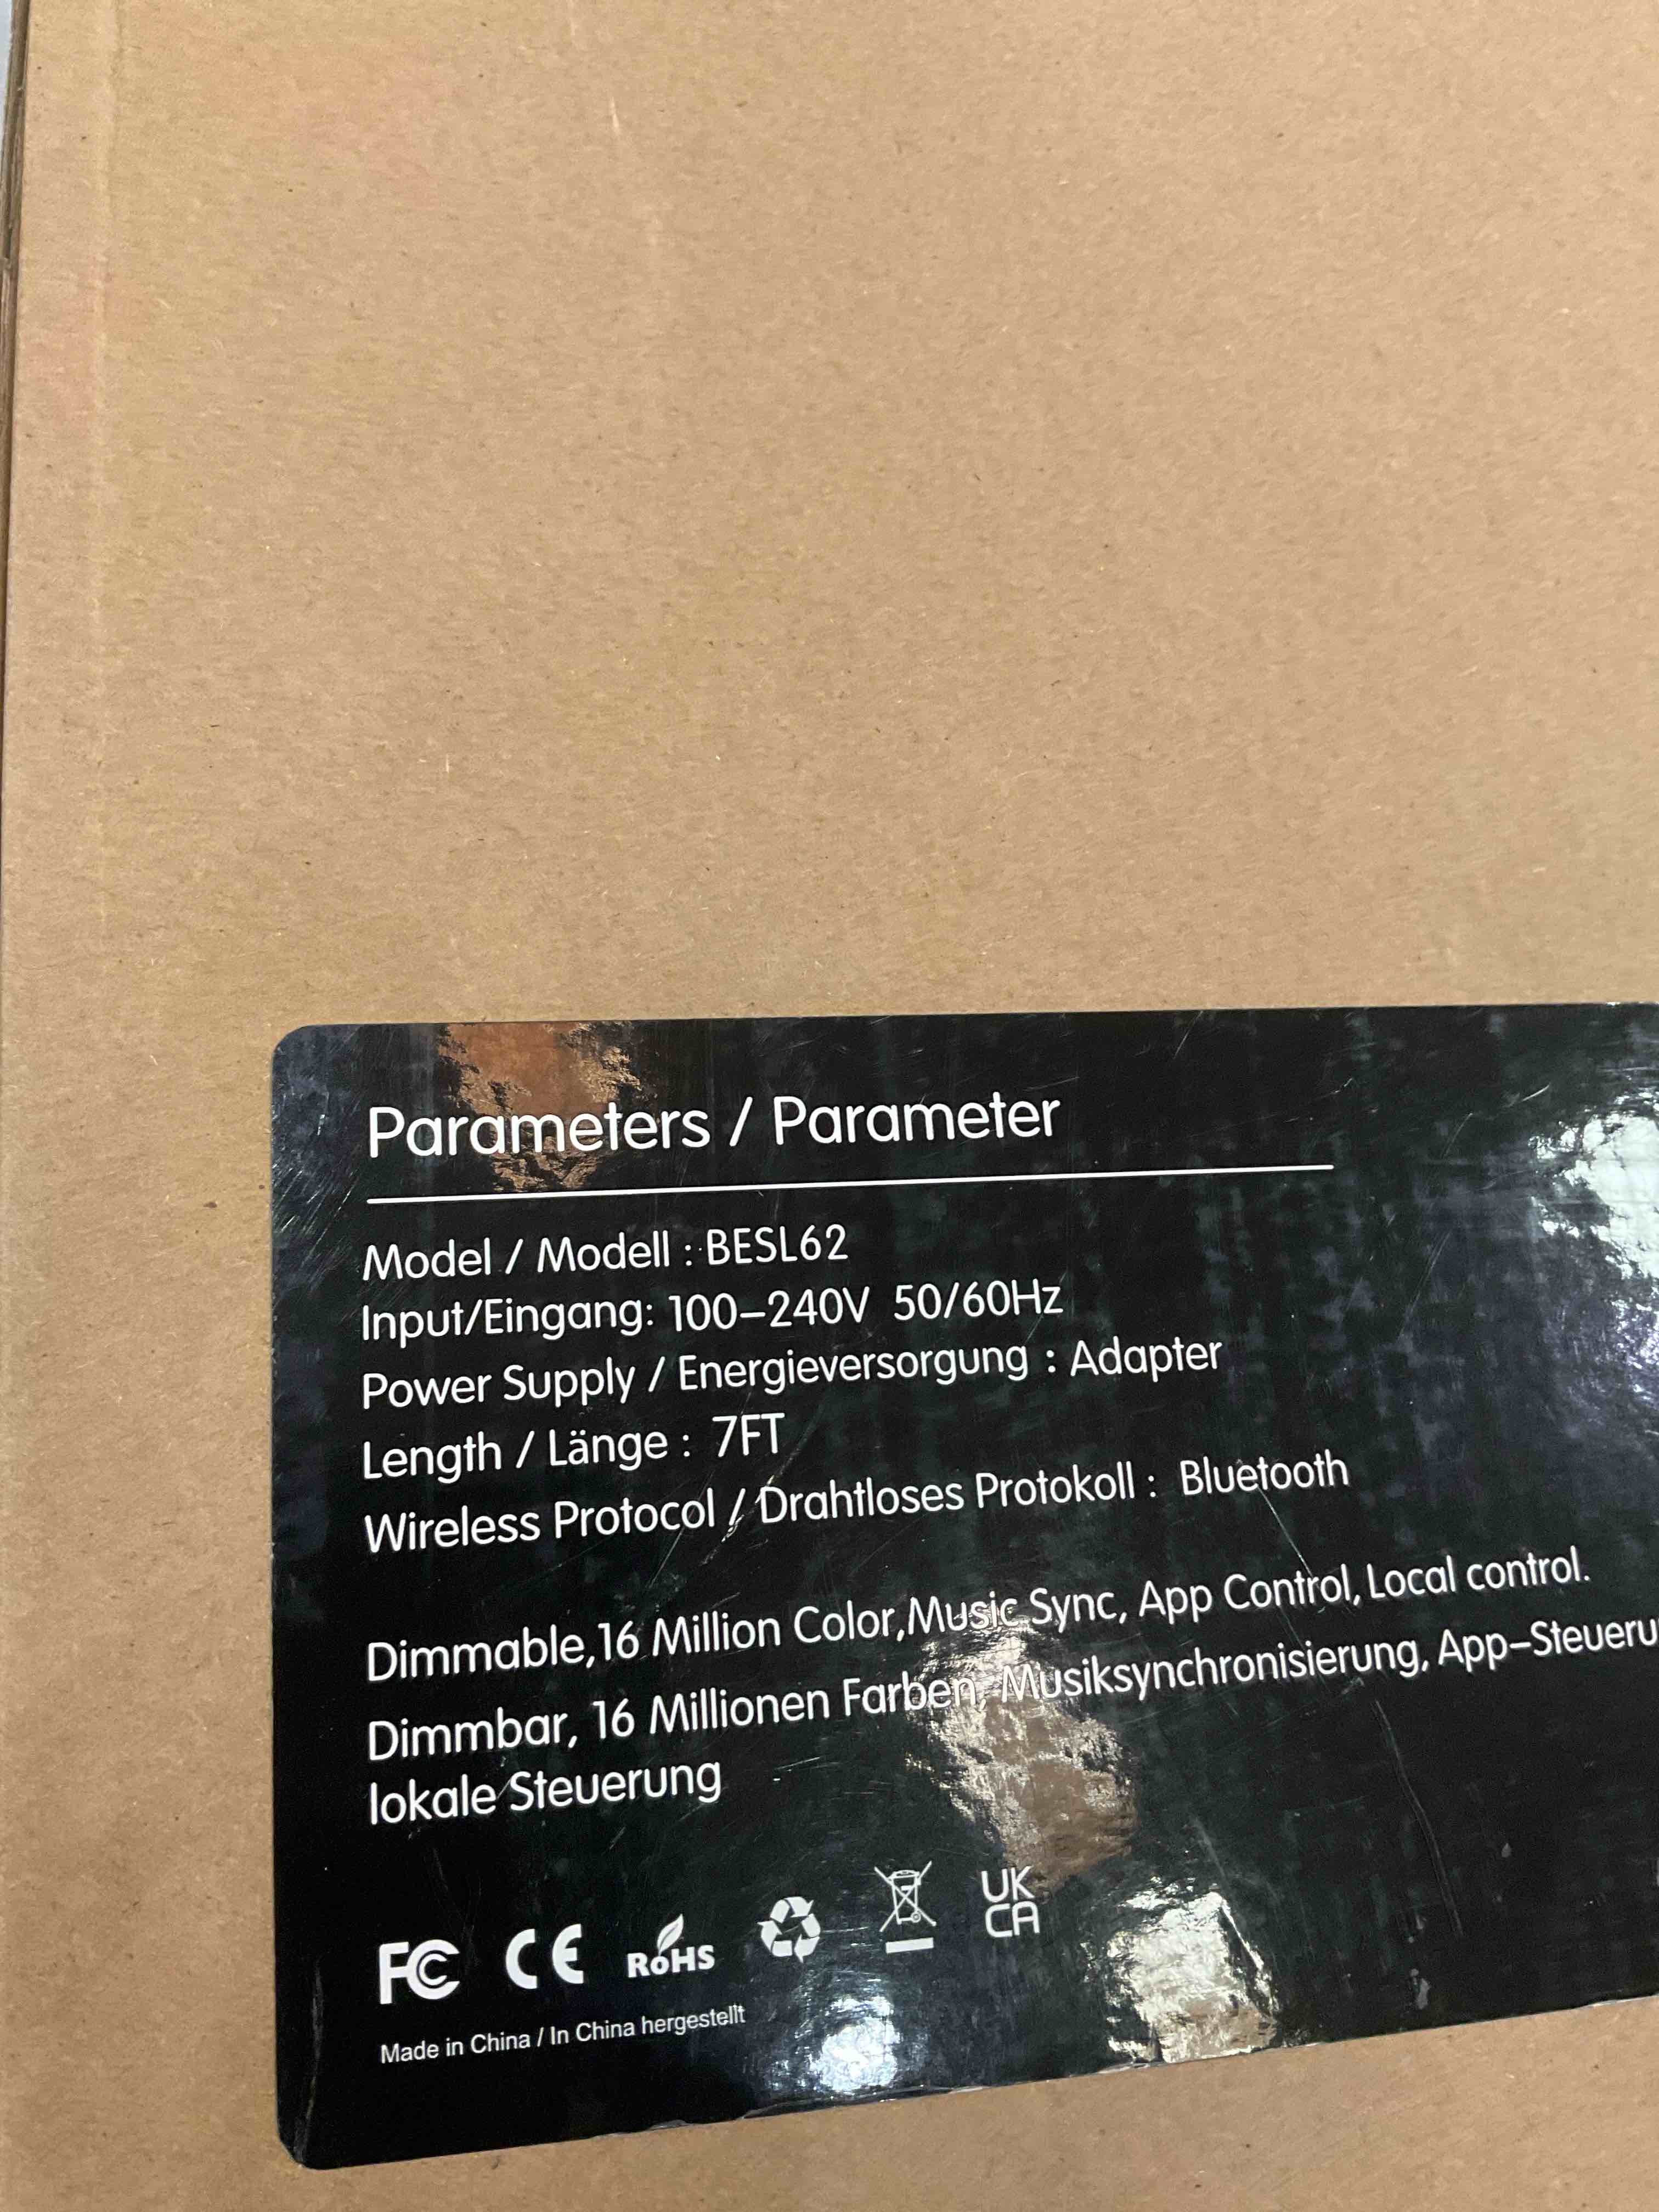 Parameters / Parameter
Model / Modell : BESL62
Input/Eingang: 100–240V 50/60Hz
Power Supply / Energieversorgung : Adapter
Length / Länge : 7FT
Wireless Protocol / Drahtloses Protokoll : Bluetooth
Dimmable,16 Million Color,Music Sync, App Control, Local control.
Dimmbar, 16 Millionen Farben, Musiksynchronisierung, App–Steueru
lokale Steuerung
FC CE RoHS UK CA
Made in China / In China hergestellt